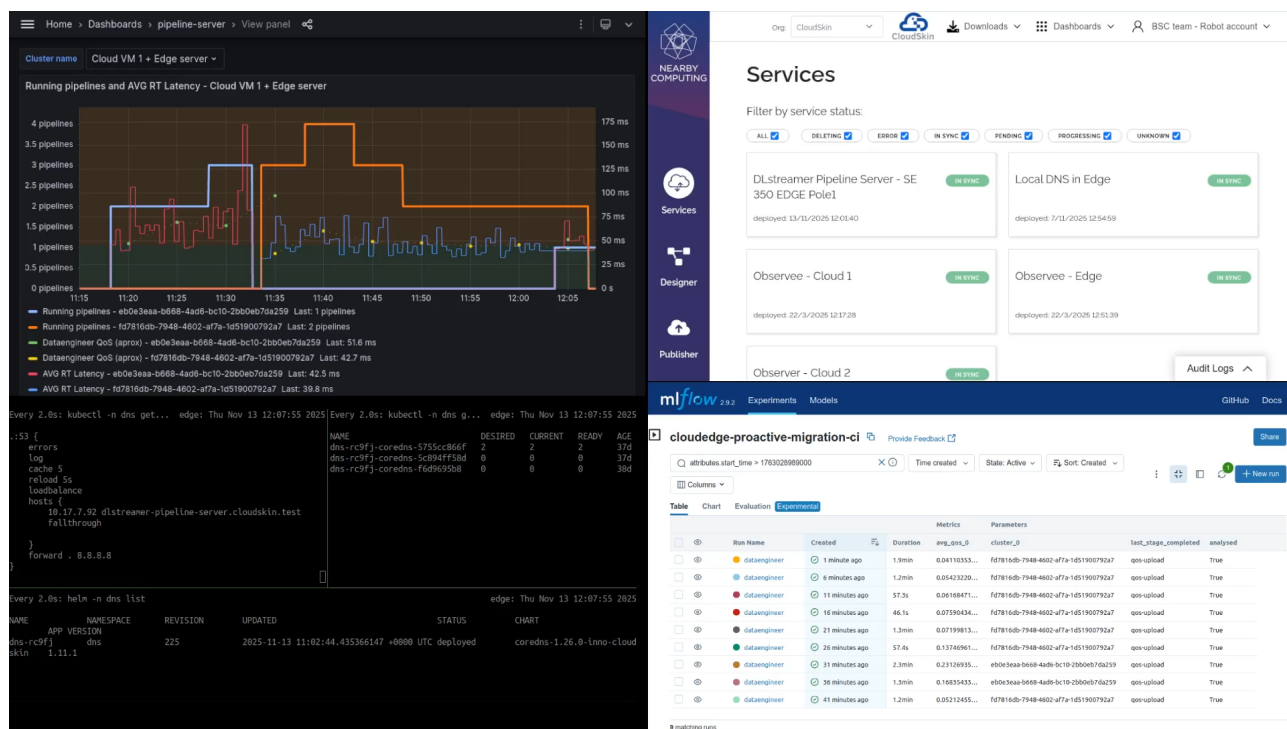 Home › Dashboards › pipeline-server › View panel
Cluster name Cloud VM 1 + Edge server
Running pipelines and AVG RT Latency - Cloud VM 1 + Edge server
4 pipelines
3.5 pipelines
3 pipelines
2.5 pipelines
2 pipelines
1.5 pipelines
1 pipelines
0.5 pipelines
0 pipelines
175 ms
150 ms
125 ms
100 ms
75 ms
50 ms
25 ms
0 s
11:15 11:20 11:25 11:30 11:35 11:40 11:45 11:50 11:55 12:00 12:05
Running pipelines - eb0e3eaa-b668-4ad6-bc10-2bb0eb7da259 Last: 1 pipelines
Running pipelines - fd7816db-7948-4602-af7a-1d51900792a7 Last: 2 pipelines
Dataengineer QoS (aprox) - eb0e3eaa-b668-4ad6-bc10-2bb0eb7da259 Last: 51.6 ms
Dataengineer QoS (aprox) - fd7816db-7948-4602-af7a-1d51900792a7 Last: 42.7 ms
AVG RT Latency - eb0e3eaa-b668-4ad6-bc10-2bb0eb7da259 Last: 42.5 ms
AVG RT Latency - fd7816db-7948-4602-af7a-1d51900792a7 Last: 39.8 ms
NEARBY
COMPUTING
Services
Designer
Publisher
Org: CloudSkin
CloudSkin
Downloads
Dashboards
BSC team - Robot account
Services
Filter by service status:
ALL DELETING ERROR IN SYNC PENDING PROGRESSING UNKNOWN
DLstreamer Pipeline Server - SE
350 EDGE Pole1
IN SYNC
deployed: 13/11/2025 12:01:40
Local DNS in Edge
IN SYNC
deployed: 7/11/2025 12:54:59
Observee - Cloud 1
IN SYNC
deployed: 22/3/2025 12:17:28
Observee - Edge
IN SYNC
deployed: 22/3/2025 12:51:39
Observer - Cloud 2
IN SYNC
Audit Logs
Every 2.0s: kubectl -n dns get... edge: Thu Nov 13 12:07:55 2025
.:53 {
errors
log
cache 5
reload 5s
loadbalance
hosts {
10.17.7.92 dlstreamer-pipeline-server.cloudskin.test
fallthrough
}
forward . 8.8.8.8
}
Every 2.0s: kubectl -n dns g... edge: Thu Nov 13 12:07:55 2025
NAME DESIRED CURRENT READY AGE
dns-rc9fj-coredns-5755cc866f 2 2 2 37d
dns-rc9fj-coredns-5c894ff58d 0 0 0 37d
dns-rc9fj-coredns-f6d9695b8 0 0 0 38d
Every 2.0s: helm -n dns list edge: Thu Nov 13 12:07:55 2025
NAME NAMESPACE REVISION UPDATED STATUS CHART
APP VERSION
dns-rc9fj dns 225 2025-11-13 11:02:44.435366147 +0000 UTC deployed coredns-1.26.0-inno-cloud
skin 1.11.1
mlflow 2.9.2 Experiments Models GitHub Docs
cloudedge-proactive-migration-ci Provide Feedback Share
attributes.start_time > 1763028989000 Time created State: Active Sort: Created
1
New run
Columns
Table Chart Evaluation Experimental
Metrics Parameters
Run Name Created Duration avg_qos_0 cluster_0 last_stage_completed analysed
dataengineer 1 minute ago 1.9min 0.04110353... fd7816db-7948-4602-af7a-1d51900792a7 qos-upload True
dataengineer 6 minutes ago 1.2min 0.05423220... fd7816db-7948-4602-af7a-1d51900792a7 qos-upload True
dataengineer 11 minutes ago 57.3s 0.06168471... fd7816db-7948-4602-af7a-1d51900792a7 qos-upload True
dataengineer 16 minutes ago 46.1s 0.07590434... fd7816db-7948-4602-af7a-1d51900792a7 qos-upload True
dataengineer 21 minutes ago 1.3min 0.07199813... fd7816db-7948-4602-af7a-1d51900792a7 qos-upload True
dataengineer 26 minutes ago 57.4s 0.13746961... fd7816db-7948-4602-af7a-1d51900792a7 qos-upload True
dataengineer 31 minutes ago 2.3min 0.23126935... eb0e3eaa-b668-4ad6-bc10-2bb0eb7da259 qos-upload True
dataengineer 36 minutes ago 1.3min 0.16835433... eb0e3eaa-b668-4ad6-bc10-2bb0eb7da259 qos-upload True
dataengineer 41 minutes ago 1.2min 0.05212455... fd7816db-7948-4602-af7a-1d51900792a7 qos-upload True
9 matching runs